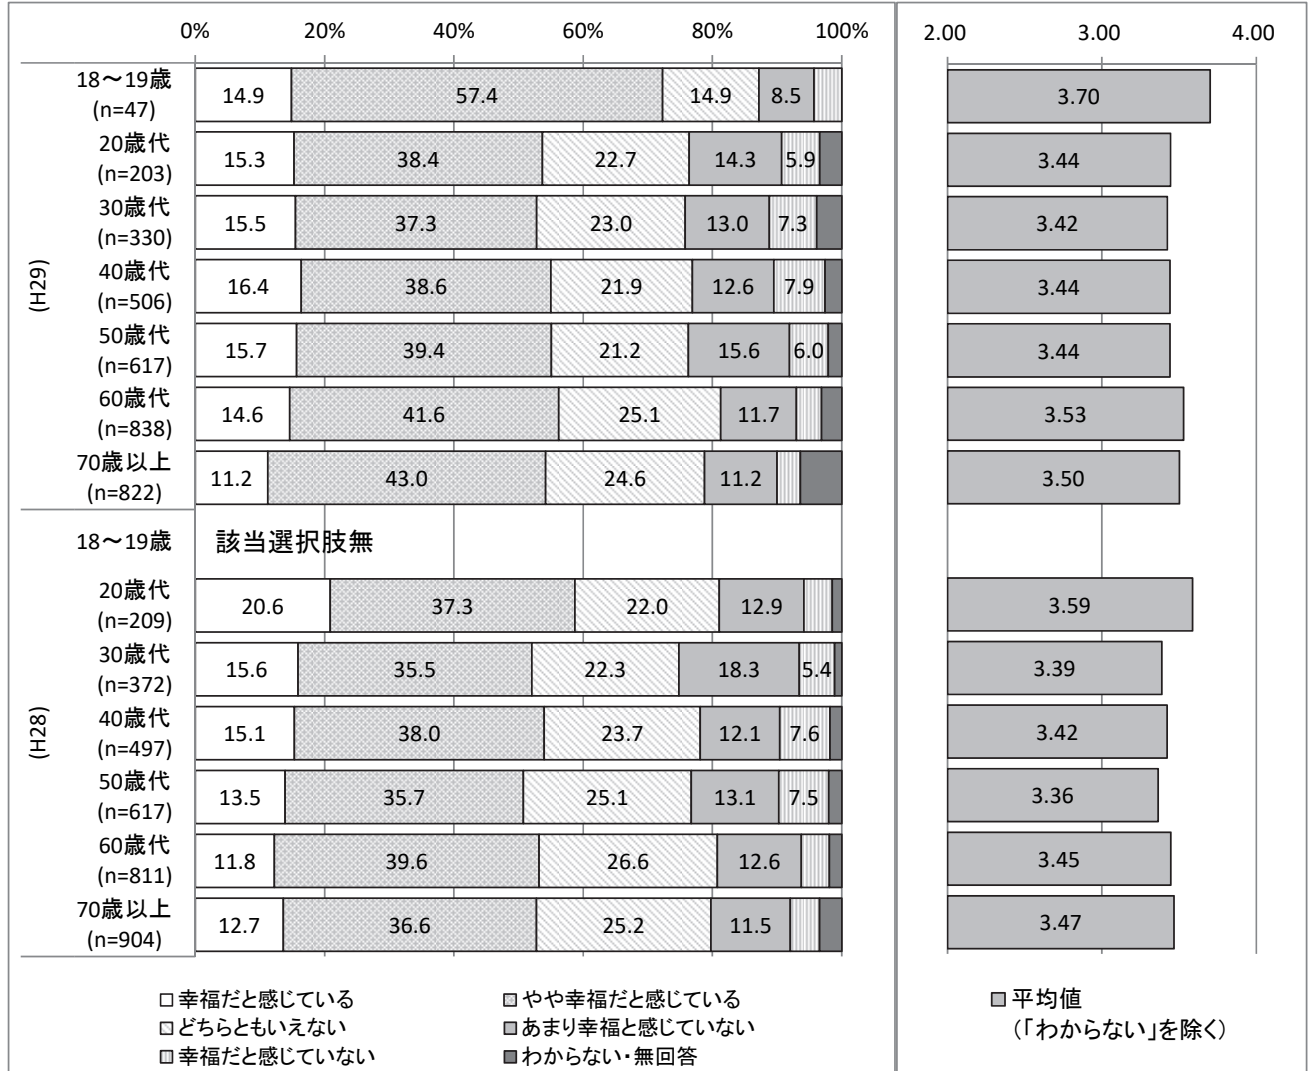 0% 20% 40% 60% 80% 100%
2.00 3.00 4.00
(H29)
18～19歳
(n=47)
14.9 57.4 14.9 8.5 3.70
20歳代
(n=203)
15.3 38.4 22.7 14.3 5.9 3.44
30歳代
(n=330)
15.5 37.3 23.0 13.0 7.3 3.42
40歳代
(n=506)
16.4 38.6 21.9 12.6 7.9 3.44
50歳代
(n=617)
15.7 39.4 21.2 15.6 6.0 3.44
60歳代
(n=838)
14.6 41.6 25.1 11.7 3.53
70歳以上
(n=822)
11.2 43.0 24.6 11.2 3.50
(H28)
18～19歳 該当選択肢無
20歳代
(n=209)
20.6 37.3 22.0 12.9 3.59
30歳代
(n=372)
15.6 35.5 22.3 18.3 5.4 3.39
40歳代
(n=497)
15.1 38.0 23.7 12.1 7.6 3.42
50歳代
(n=617)
13.5 35.7 25.1 13.1 7.5 3.36
60歳代
(n=811)
11.8 39.6 26.6 12.6 3.45
70歳以上
(n=904)
12.7 36.6 25.2 11.5 3.47
幸福だと感じている やや幸福だと感じている
どちらともいえない あまり幸福と感じていない
幸福だと感じていない わからない・無回答
平均値
（「わからない」を除く）